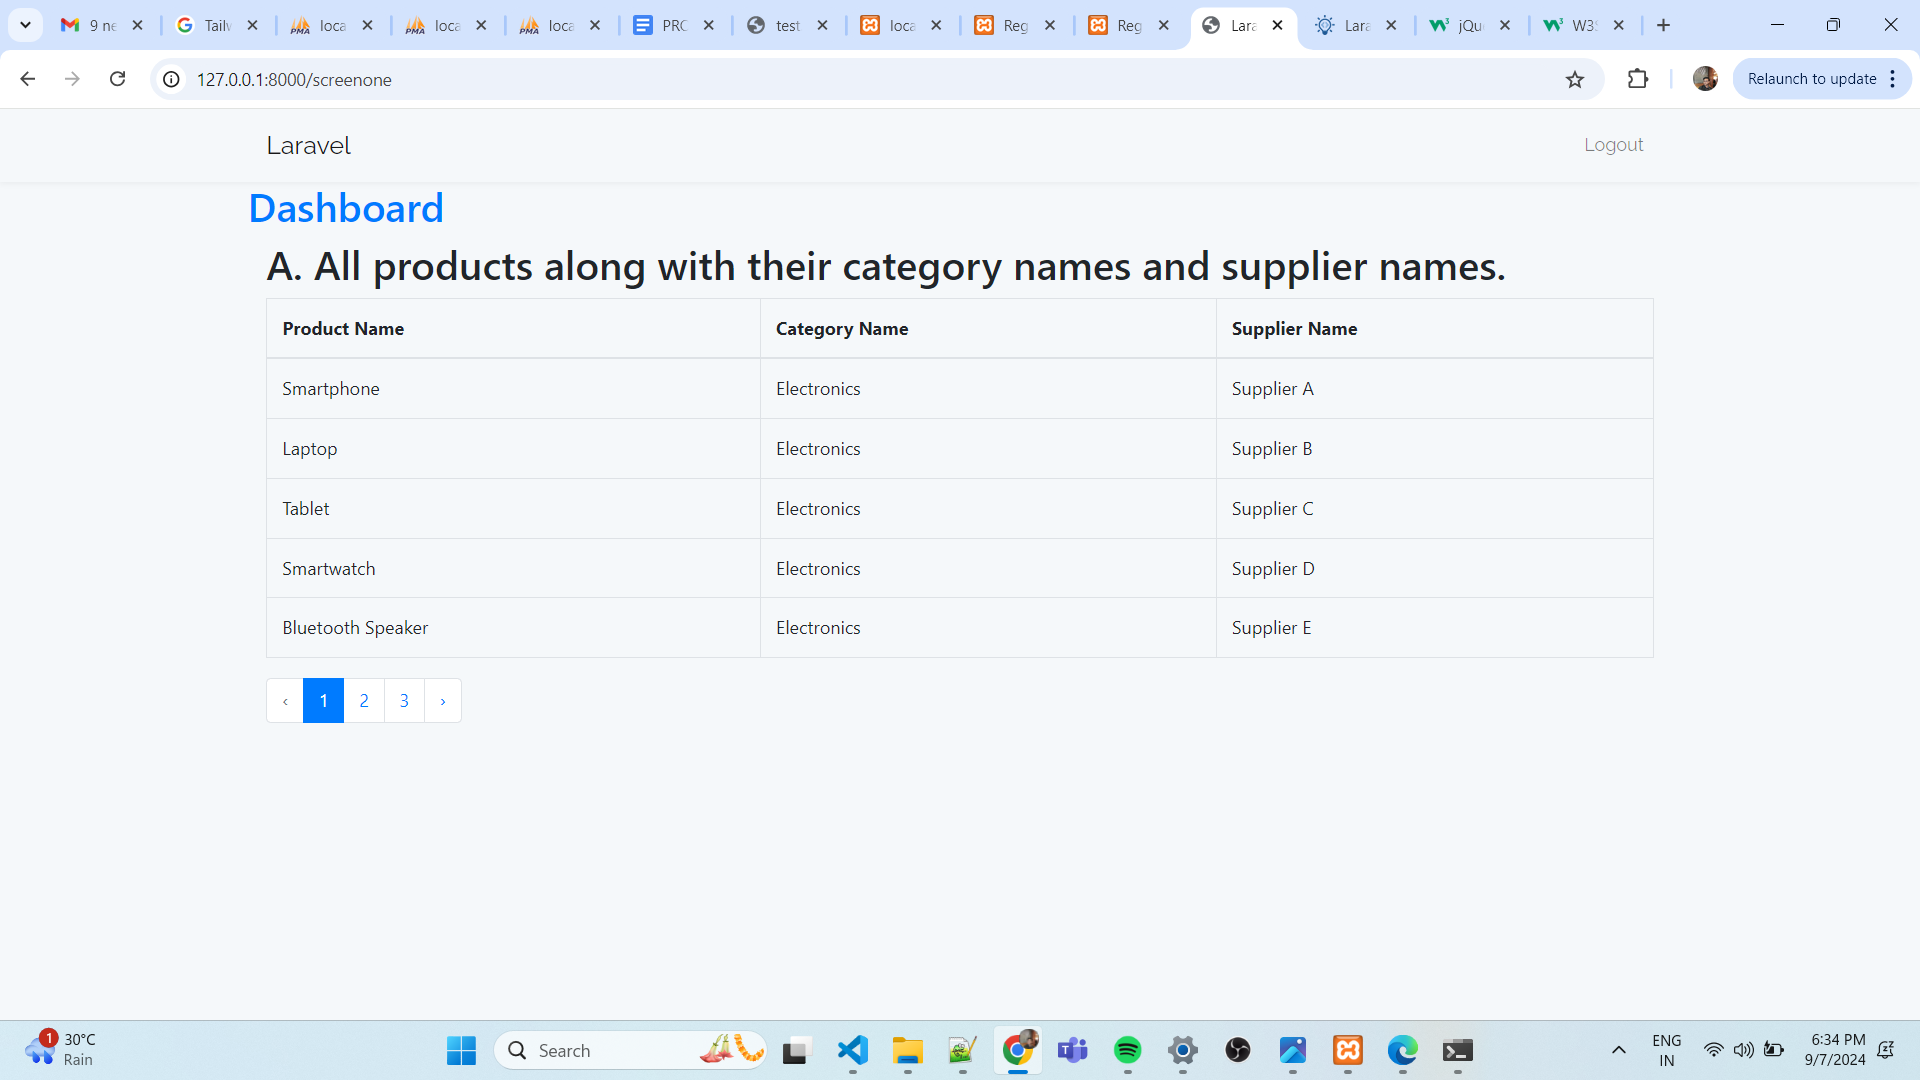 9 ne
Tailv
loca
loca
loca
PRO
test
loca
Reg
Reg
Lara
Lara
jQu
W3S
127.0.0.1:8000/screenone
Relaunch to update
Laravel
Logout
Dashboard
A. All products along with their category names and supplier names.
Product Name Category Name Supplier Name
Smartphone Electronics Supplier A
Laptop Electronics Supplier B
Tablet Electronics Supplier C
Smartwatch Electronics Supplier D
Bluetooth Speaker Electronics Supplier E
‹ 1 2 3 ›
1
30°C
Rain
Search
ENG
IN
6:34 PM
9/7/2024